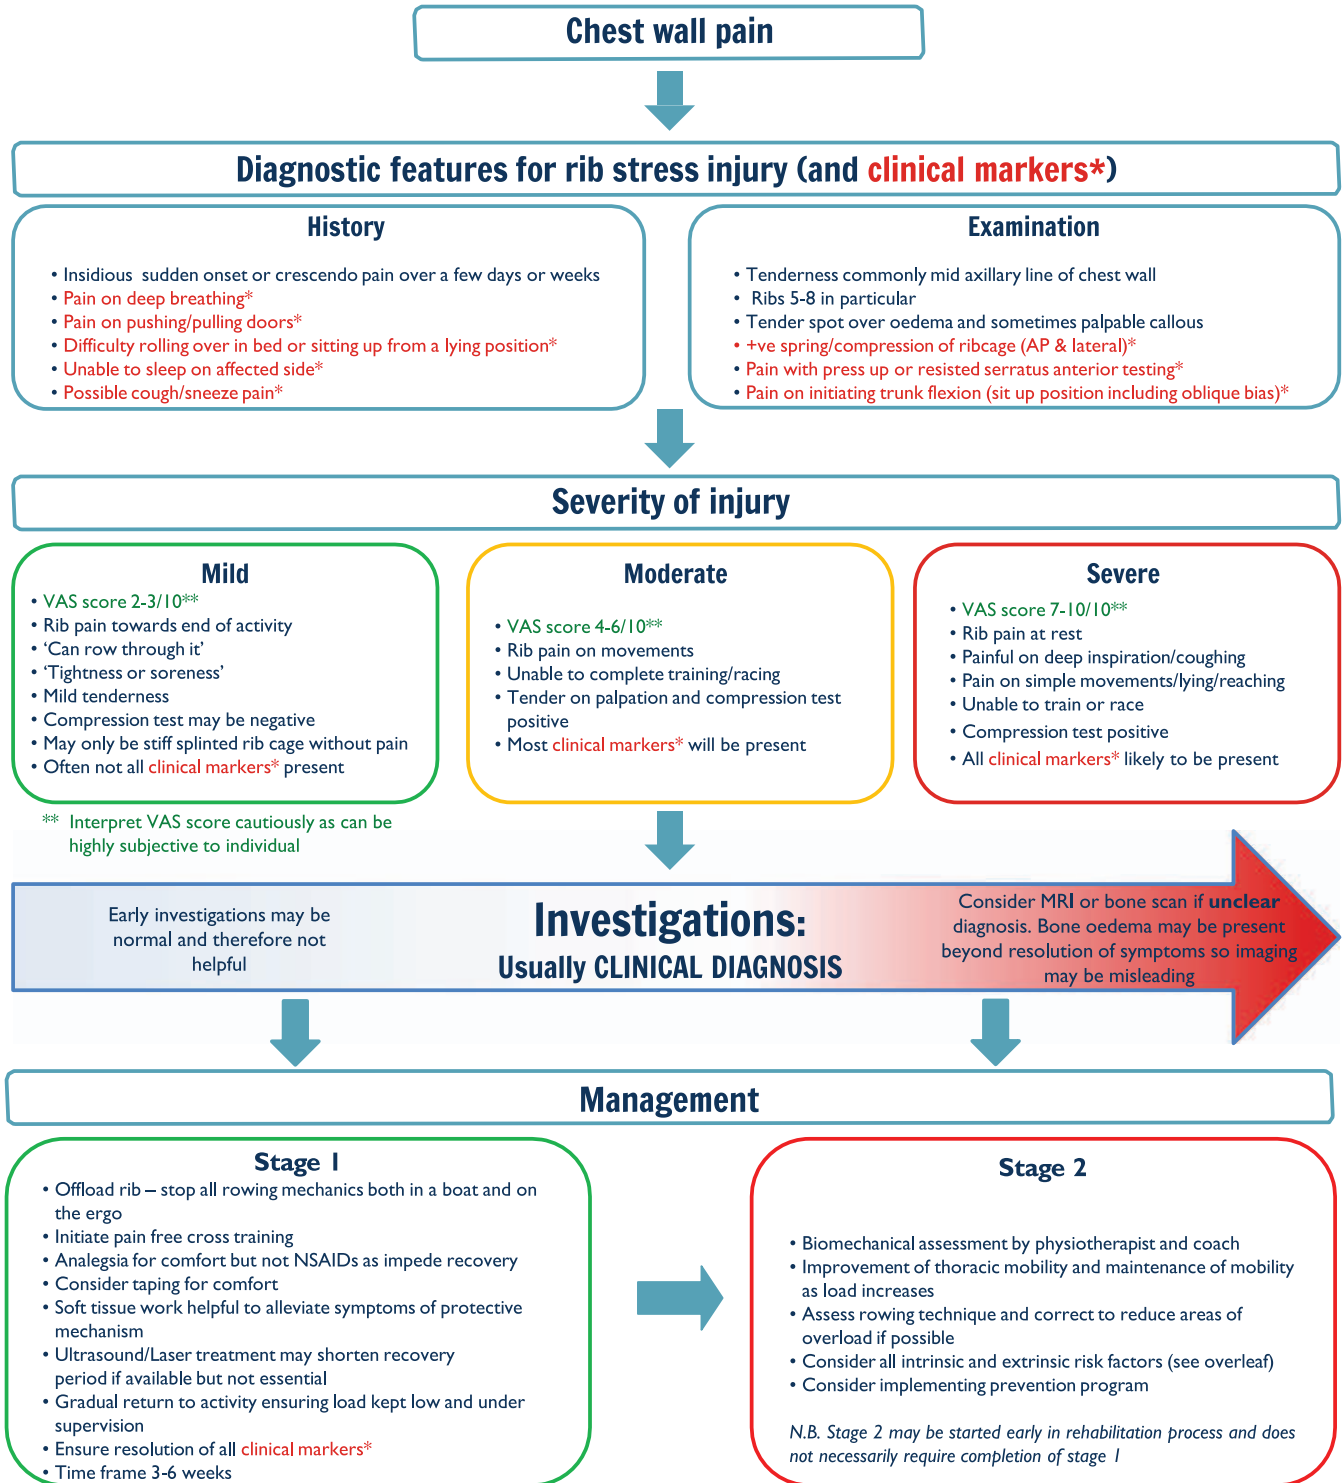 Chest wall pain
Diagnostic features for rib stress injury (and clinical markers*)
History
• Insidious  sudden onset or crescendo pain over a few days or weeks
• Pain on deep breathing*
• Pain on pushing/pulling doors*
• Difficulty rolling over in bed or sitting up from a lying position*
• Unable to sleep on affected side*
• Possible cough/sneeze pain*
Examination
• Tenderness commonly mid axillary line of chest wall
• Ribs 5-8 in particular
• Tender spot over oedema and sometimes palpable callous
• +ve spring/compression of ribcage (AP & lateral)*
• Pain with press up or resisted serratus anterior testing*
• Pain on initiating trunk flexion (sit up position including oblique bias)*
Severity of injury
Mild
• VAS score 2-3/10**
• Rib pain towards end of activity
• ‘Can row through it’
• ‘Tightness or soreness’
• Mild tenderness
• Compression test may be negative
• May only be stiff splinted rib cage without pain
• Often not all clinical markers* present
Moderate
• VAS score 4-6/10**
• Rib pain on movements
• Unable to complete training/racing
• Tender on palpation and compression test
positive
• Most clinical markers* will be present
Severe
• VAS score 7-10/10**
• Rib pain at rest
• Painful on deep inspiration/coughing
• Pain on simple movements/lying/reaching
• Unable to train or race
• Compression test positive
• All clinical markers* likely to be present
** Interpret VAS score cautiously as can be
highly subjective to individual
Early investigations may be
normal and therefore not
helpful
Investigations:
Usually CLINICAL DIAGNOSIS
Consider MRI or bone scan if unclear
diagnosis. Bone oedema may be present
beyond resolution of symptoms so imaging
may be misleading
Management
Stage 1
• Offload rib – stop all rowing mechanics both in a boat and on
the ergo
• Initiate pain free cross training
• Analegsia for comfort but not NSAIDs as impede recovery
• Consider taping for comfort
• Soft tissue work helpful to alleviate symptoms of protective
mechanism
• Ultrasound/Laser treatment may shorten recovery
period if available but not essential
• Gradual return to activity ensuring load kept low and under
supervision
• Ensure resolution of all clinical markers*
• Time frame 3-6 weeks
Stage 2
• Biomechanical assessment by physiotherapist and coach
• Improvement of thoracic mobility and maintenance of mobility
as load increases
• Assess rowing technique and correct to reduce areas of
overload if possible
• Consider all intrinsic and extrinsic risk factors (see overleaf)
• Consider implementing prevention program
N.B. Stage 2 may be started early in rehabilitation process and does
not necessarily require completion of stage 1